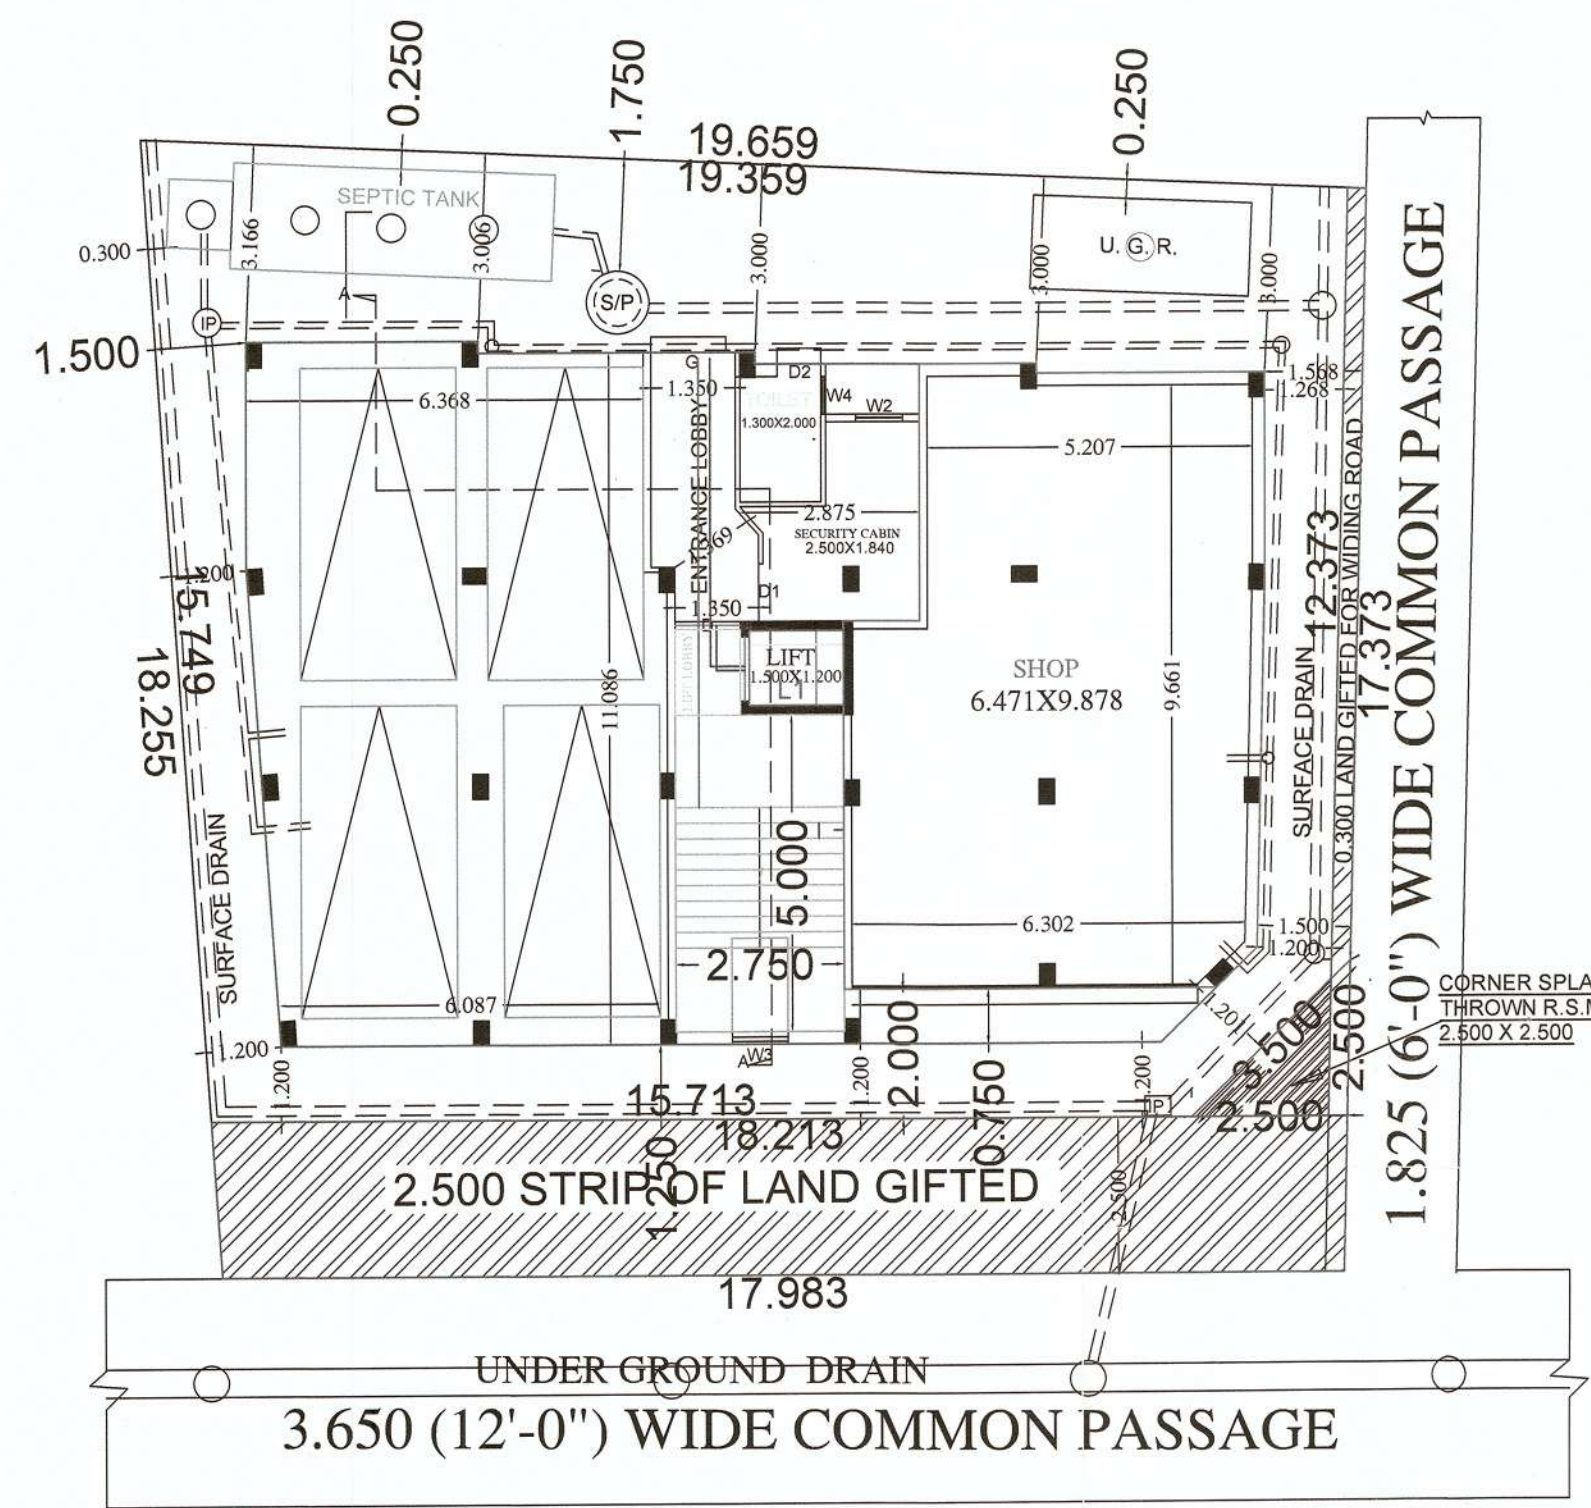 0.250
1.750
0.250
19.659
19.359
SEPTIC TANK
0.300
3.166
3.006
3.000
3.000
3.000
U. G. R.
S/P
A
IP
1.500
G
D2
1.568
1.268
W4
W2
6.368
1.350
TOILET
1.300X2.000
5.207
ENTRANCE LOBBY
2.875
SECURITY CABIN
2.500X1.840
1.369
D1
1.350
1.200
15.749
18.255
LIFT LOBBY
LIFT
1.500X1.200
L1
11.086
SHOP
6.471X9.878
9.661
12.373
17.373
SURFACE DRAIN
0.300 LAND GIFTED FOR WIDING ROAD
1.825 (6'-0") WIDE COMMON PASSAGE
SURFACE DRAIN
5.000
2.750
6.302
1.500
1.200
6.087
1.200
1.200
A
W3
1.200
2.000
0.750
1.200
1.201
3.500
2.500
2.500
CORNER SPLA
THROWN R.S.M
2.500 X 2.500
IP
15.713
18.213
1.250
2.500
2.500 STRIP OF LAND GIFTED
17.983
UNDER GROUND DRAIN
3.650 (12'-0") WIDE COMMON PASSAGE